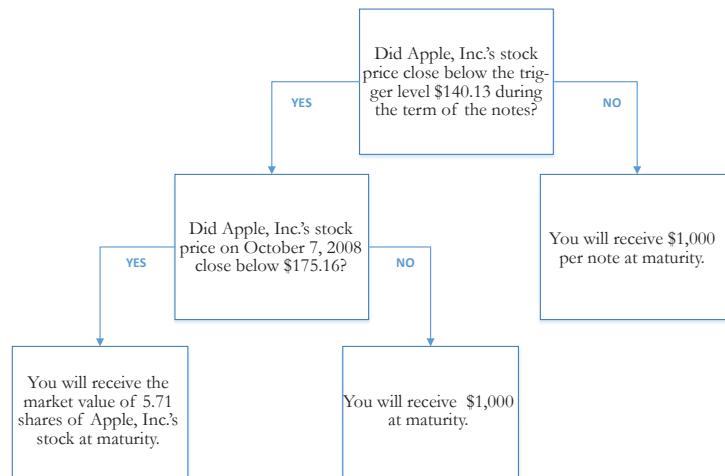 Did Apple, Inc.'s stock
price close below the trig-
ger level $140.13 during
the term of the notes?
YES
NO
Did Apple, Inc.'s stock
price on October 7, 2008
close below $175.16?
You will receive $1,000
per note at maturity.
YES
NO
You will receive the
market value of 5.71
shares of Apple, Inc.'s
stock at maturity.
You will receive $1,000
at maturity.